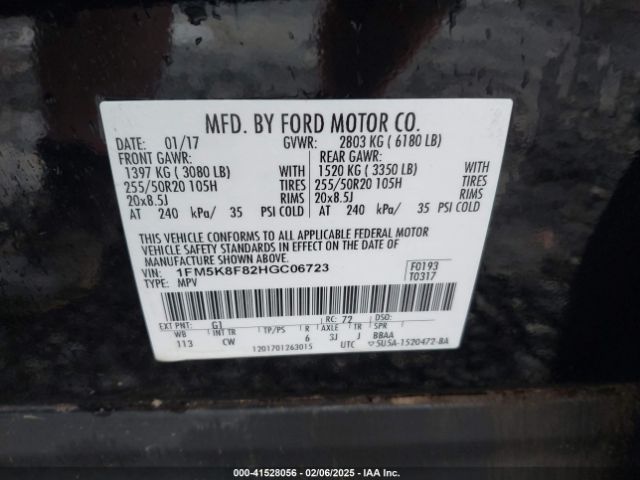 MFD. BY FORD MOTOR CO.
DATE: 01/17 GVWR: 2803 KG ( 6180 LB)
FRONT GAWR: REAR GAWR:
1397 KG ( 3080 LB) WITH 1520 KG ( 3350 LB) WITH
255/50R20 105H TIRES 255/50R20 105H TIRES
20x8.5J RIMS 20x8.5J RIMS
AT 240 kPa/ 35 PSI COLD AT 240 kPa/ 35 PSI COLD
THIS VEHICLE CONFORMS TO ALL APPLICABLE FEDERAL MOTOR
VEHICLE SAFETY STANDARDS IN EFFECT ON THE DATE OF
MANUFACTURE SHOWN ABOVE.
VIN: 1FM5K8F82HGC06723 F0193
TYPE: MPV T0317
EXT PNT: G1 RC: 72 DSO:
WB INT TR TP/PS R AXLE TR SPR
113 CW 6 3J J BBAA
1201701263015 UTC ▽5U5A-1520472-BA
000-41528056 — 02/06/2025 — IAA, Inc.